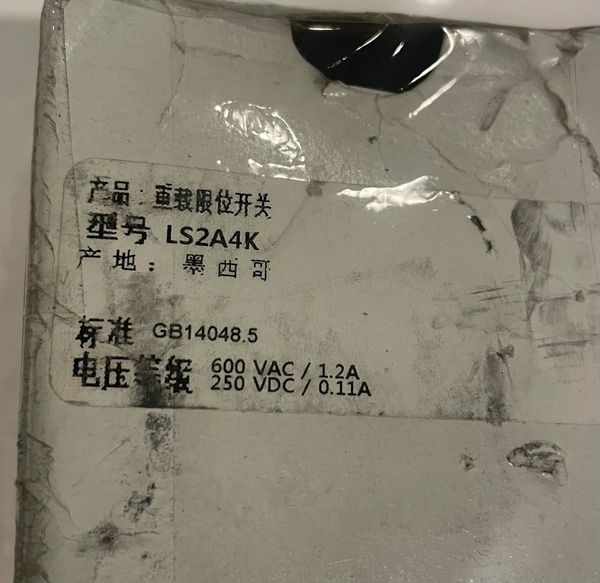 产品：重载限位开关
型号 LS2A4K
产地：墨西哥
标准 GB14048.5
电压等级 600 VAC / 1.2A
250 VDC / 0.11A